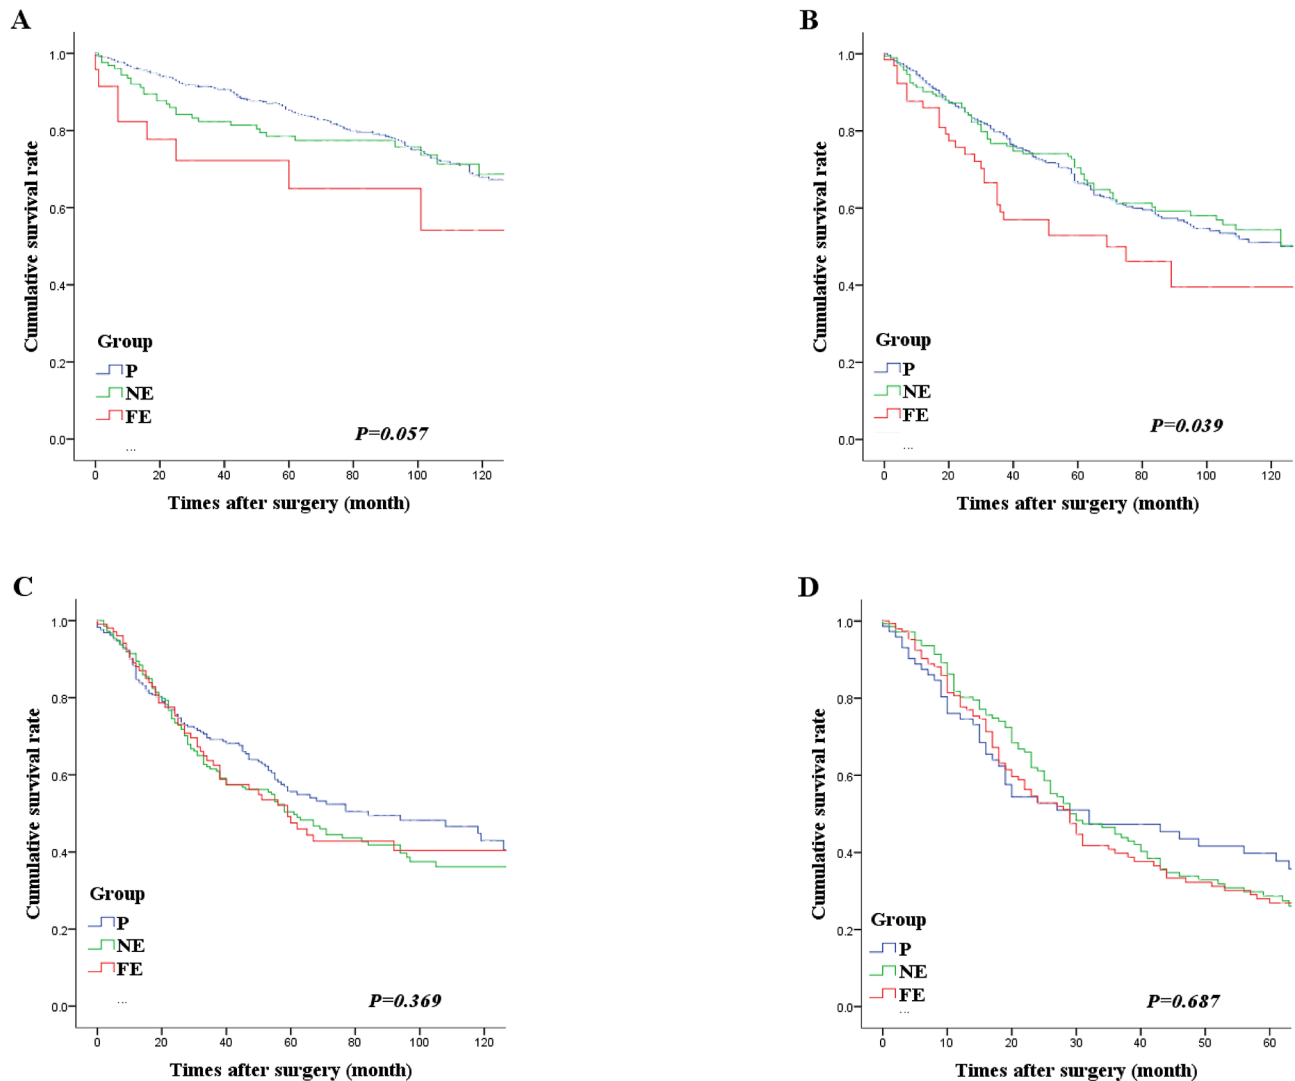 A
Cumulative survival rate
1.0
0.8
0.6
0.4
0.2
0.0
Group
P
NE
FE
...
P=0.057
0 20 40 60 80 100 120
Times after surgery (month)
B
Cumulative survival rate
1.0
0.8
0.6
0.4
0.2
0.0
Group
P
NE
FE
...
P=0.039
0 20 40 60 80 100 120
Times after surgery (month)
C
Cumulative survival rate
1.0
0.8
0.6
0.4
0.2
0.0
Group
P
NE
FE
...
P=0.369
0 20 40 60 80 100 120
Times after surgery (month)
D
Cumulative survival rate
1.0
0.8
0.6
0.4
0.2
0.0
Group
P
NE
FE
...
P=0.687
0 10 20 30 40 50 60
Times after surgery (month)